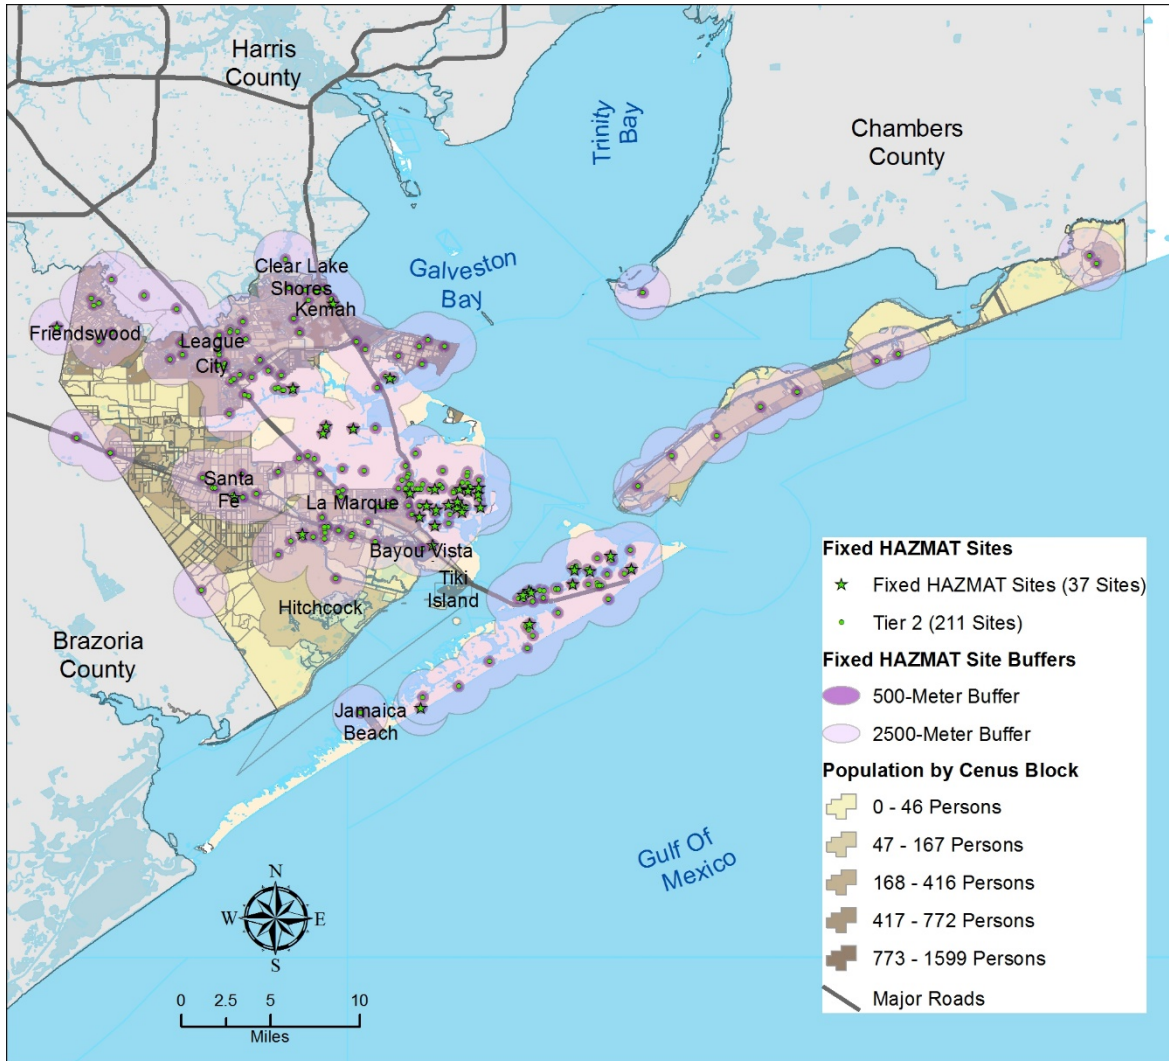 Harris
County
Trinity
Bay
Chambers
County
Galveston
Bay
Clear Lake
Shores
Kemah
Friendswood
League
City
Santa
Fe
La Marque
Bayou Vista
Tiki
Island
Hitchcock
Brazoria
County
Jamaica
Beach
Gulf Of
Mexico
N
W E
S
0 2.5 5 10
Miles
Fixed HAZMAT Sites
Fixed HAZMAT Sites (37 Sites)
Tier 2 (211 Sites)
Fixed HAZMAT Site Buffers
500-Meter Buffer
2500-Meter Buffer
Population by Cenus Block
0 - 46 Persons
47 - 167 Persons
168 - 416 Persons
417 - 772 Persons
773 - 1599 Persons
Major Roads